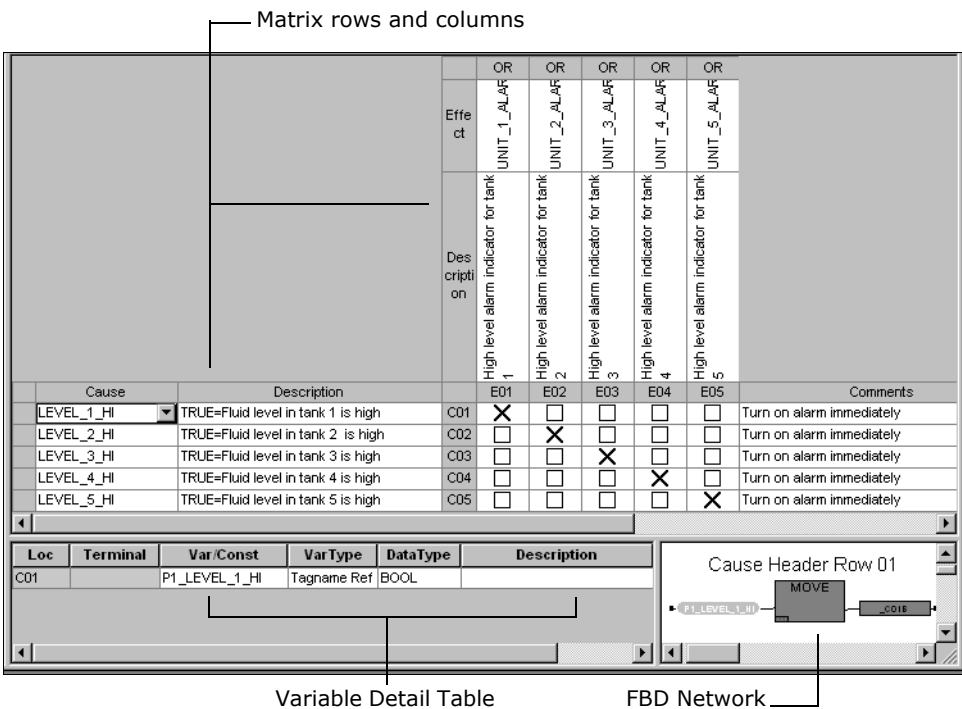 Matrix rows and columns
OR OR OR OR OR
Effe
ct
UNIT_1_ALAR
UNIT_2_ALAR
UNIT_3_ALAR
UNIT_4_ALAR
UNIT_5_ALAR
Des
cripti
on
High level alarm indicator for tank
1
High level alarm indicator for tank
2
High level alarm indicator for tank
3
High level alarm indicator for tank
4
High level alarm indicator for tank
5
Cause Description E01 E02 E03 E04 E05 Comments
LEVEL_1_HI TRUE=Fluid level in tank 1 is high C01 Turn on alarm immediately
LEVEL_2_HI TRUE=Fluid level in tank 2 is high C02 Turn on alarm immediately
LEVEL_3_HI TRUE=Fluid level in tank 3 is high C03 Turn on alarm immediately
LEVEL_4_HI TRUE=Fluid level in tank 4 is high C04 Turn on alarm immediately
LEVEL_5_HI TRUE=Fluid level in tank 5 is high C05 Turn on alarm immediately
Loc Terminal Var/Const VarType DataType Description
C01 P1_LEVEL_1_HI Tagname Ref BOOL
Cause Header Row 01
MOVE
P1_LEVEL_1_HI _C01B
Variable Detail Table
FBD Network